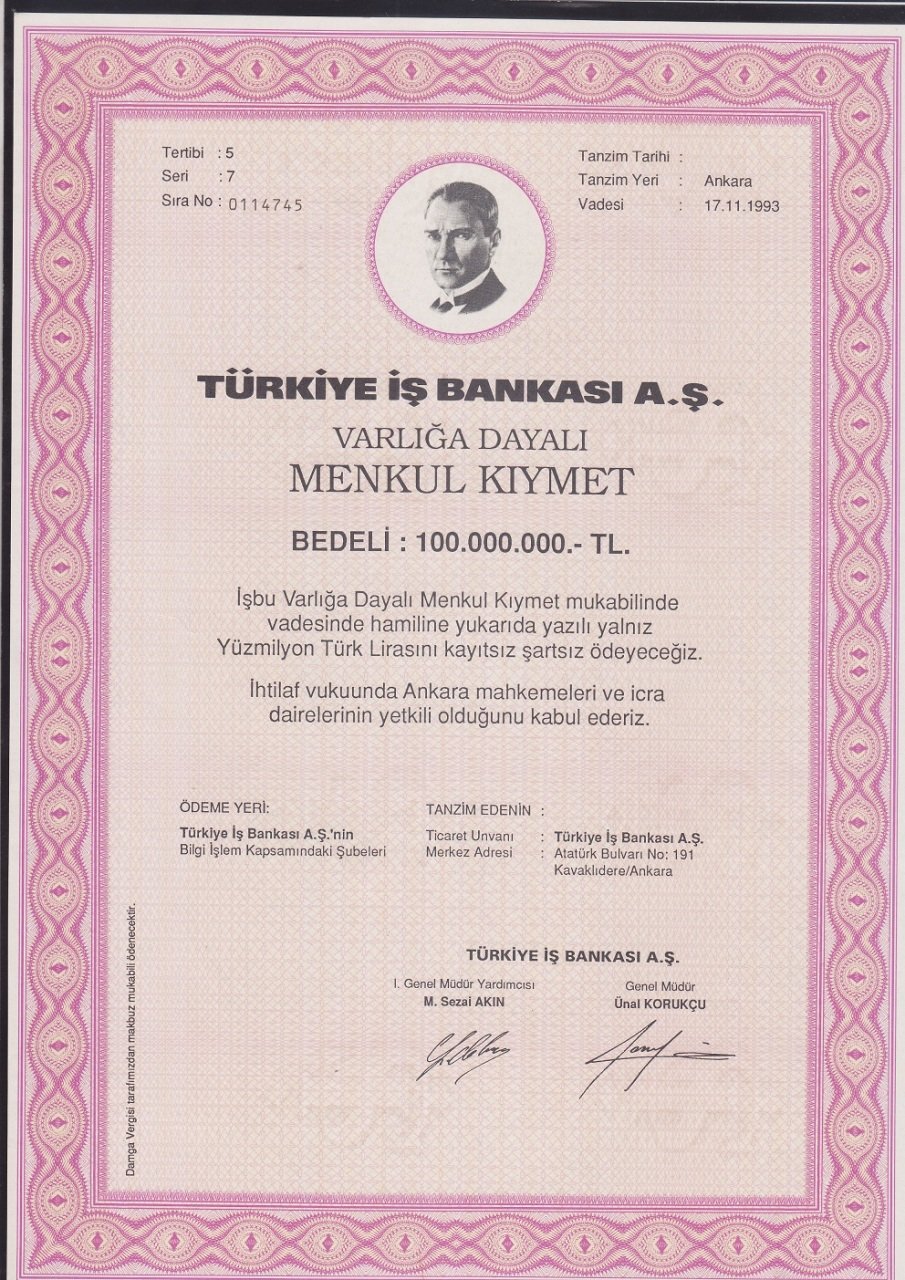 Tertibi : 5
Seri : 7
Sıra No : 0114745
Tanzim Tarihi :
Tanzim Yeri : Ankara
Vadesi : 17.11.1993
TÜRKİYE İŞ BANKASI A.Ş.
VARLIĞA DAYALI
MENKUL KIYMET
BEDELİ : 100.000.000.- TL.
İşbu Varlığa Dayalı Menkul Kıymet mukabilinde
vadesinde hamiline yukarıda yazılı yalnız
Yüzmilyon Türk Lirasını kayıtsız şartsız ödeyeceğiz.
İhtilaf vukuunda Ankara mahkemeleri ve icra
dairelerinin yetkili olduğunu kabul ederiz.
ÖDEME YERİ:
Türkiye İş Bankası A.Ş.'nin
Bilgi İşlem Kapsamındaki Şubeleri
TANZİM EDENİN :
Ticaret Unvanı : Türkiye İş Bankası A.Ş.
Merkez Adresi : Atatürk Bulvarı No: 191
Kavaklıdere/Ankara
TÜRKİYE İŞ BANKASI A.Ş.
I. Genel Müdür Yardımcısı
M. Sezai AKIN
Genel Müdür
Ünal KORUKÇU
Damga Vergisi tarafımızdan makbuz mukabili ödenecektir.